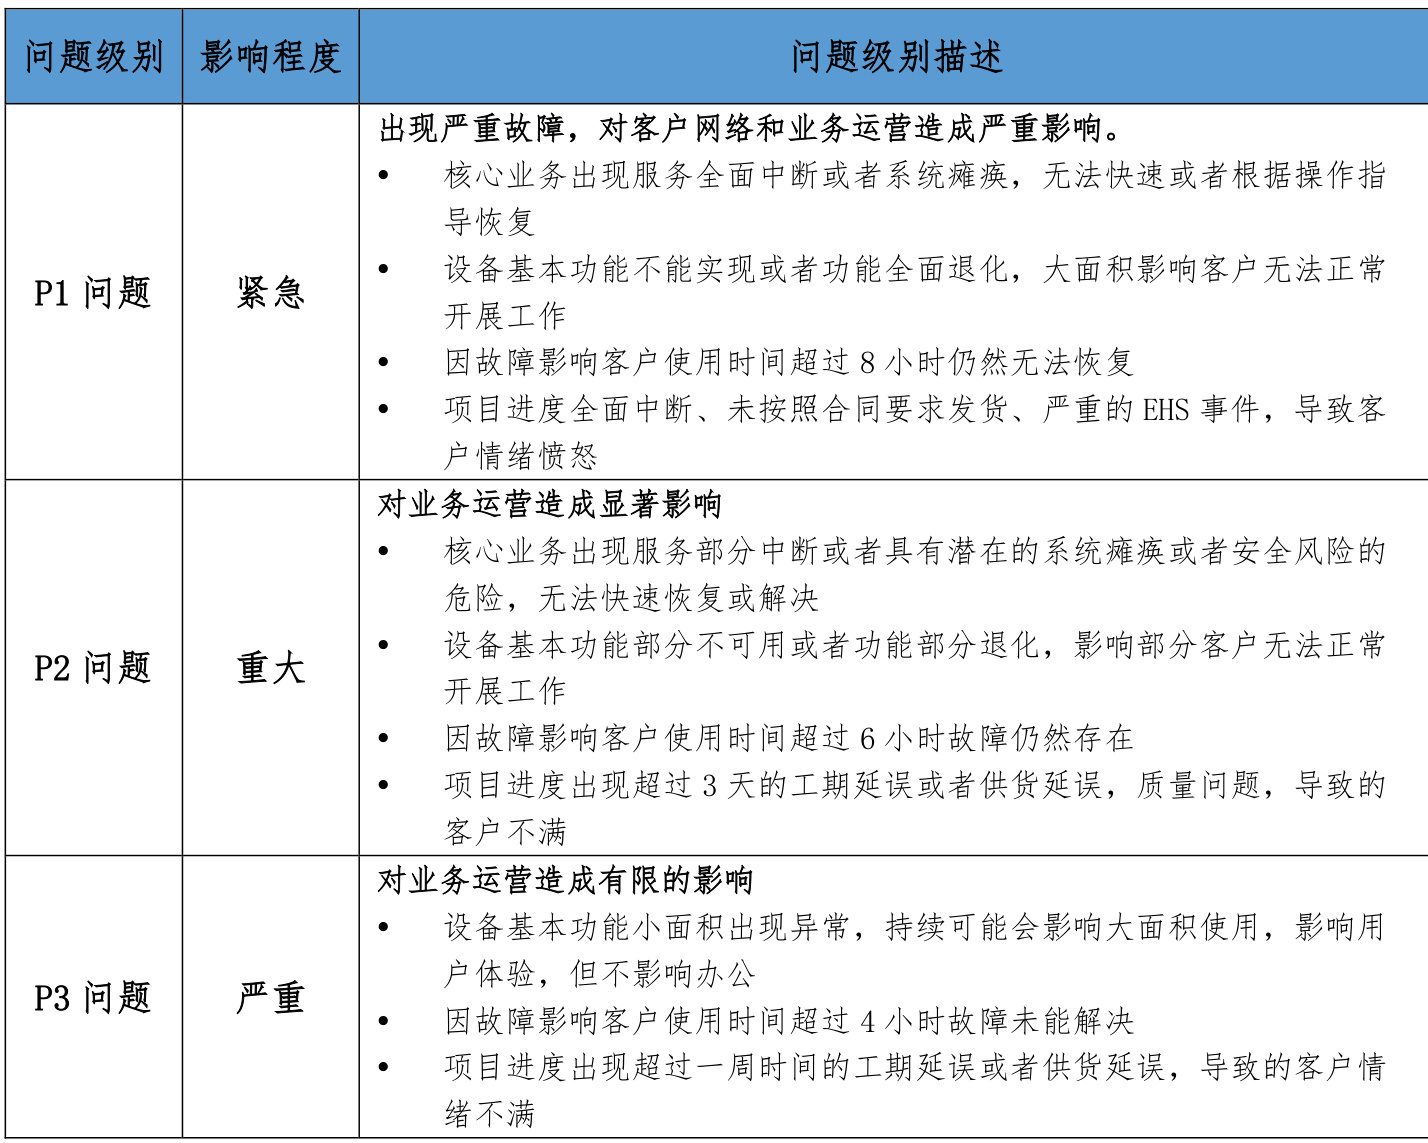 问题级别 影响程度 问题级别描述
出现严重故障，对客户网络和业务运营造成严重影响。
• 核心业务出现服务全面中断或者系统瘫痪，无法快速或者根据操作指
导恢复
• 设备基本功能不能实现或者功能全面退化，大面积影响客户无法正常
开展工作
P1 问题 紧急
• 因故障影响客户使用时间超过 8 小时仍然无法恢复
• 项目进度全面中断、未按照合同要求发货、严重的 EHS 事件，导致客
户情绪愤怒
对业务运营造成显著影响
• 核心业务出现服务部分中断或者具有潜在的系统瘫痪或者安全风险的
危险，无法快速恢复或解决
• 设备基本功能部分不可用或者功能部分退化，影响部分客户无法正常
开展工作
P2 问题 重大
• 因故障影响客户使用时间超过 6 小时故障仍然存在
• 项目进度出现超过 3 天的工期延误或者供货延误，质量问题，导致的
客户不满
对业务运营造成有限的影响
• 设备基本功能小面积出现异常，持续可能会影响大面积使用，影响用
户体验，但不影响办公
P3 问题 严重
• 因故障影响客户使用时间超过 4 小时故障未能解决
• 项目进度出现超过一周时间的工期延误或者供货延误，导致的客户情
绪不满